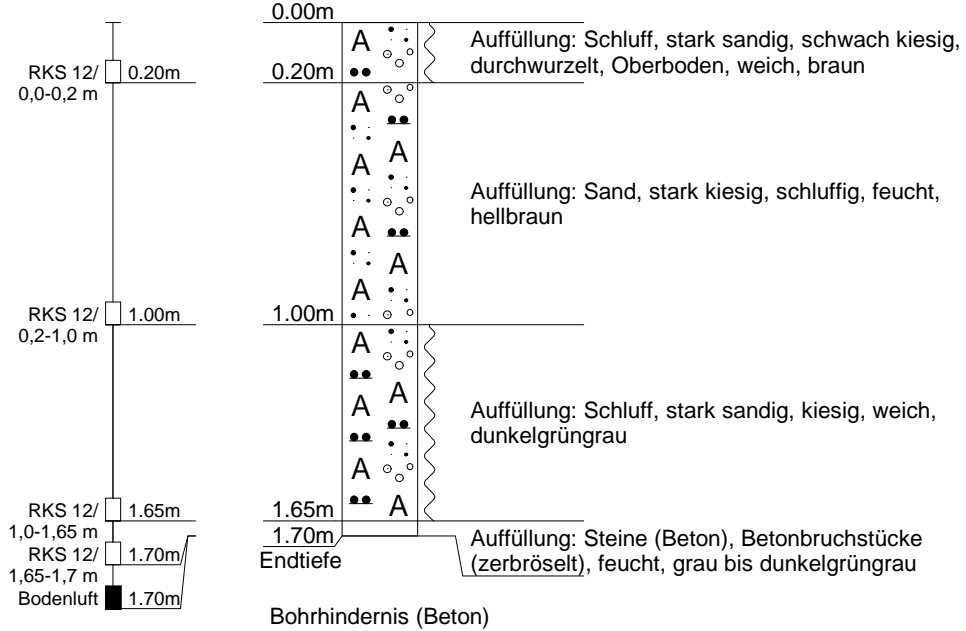 0.00m
A
Auffüllung: Schluff, stark sandig, schwach kiesig,
durchwurzelt, Oberboden, weich, braun
RKS 12/ 0.20m
0,0-0,2 m
0.20m
A
A
A
A
A
A
A
Auffüllung: Sand, stark kiesig, schluffig, feucht,
hellbraun
RKS 12/ 1.00m
0,2-1,0 m
1.00m
A
A
A
A
A
Auffüllung: Schluff, stark sandig, kiesig, weich,
dunkelgrüngrau
RKS 12/ 1.65m
1,0-1,65 m
1.65m
RKS 12/ 1.70m
1,65-1,7 m
1.70m
Endtiefe
Auffüllung: Steine (Beton), Betonbruchstücke
(zerbröselt), feucht, grau bis dunkelgrüngrau
Bodenluft 1.70m
Bohrhindernis (Beton)